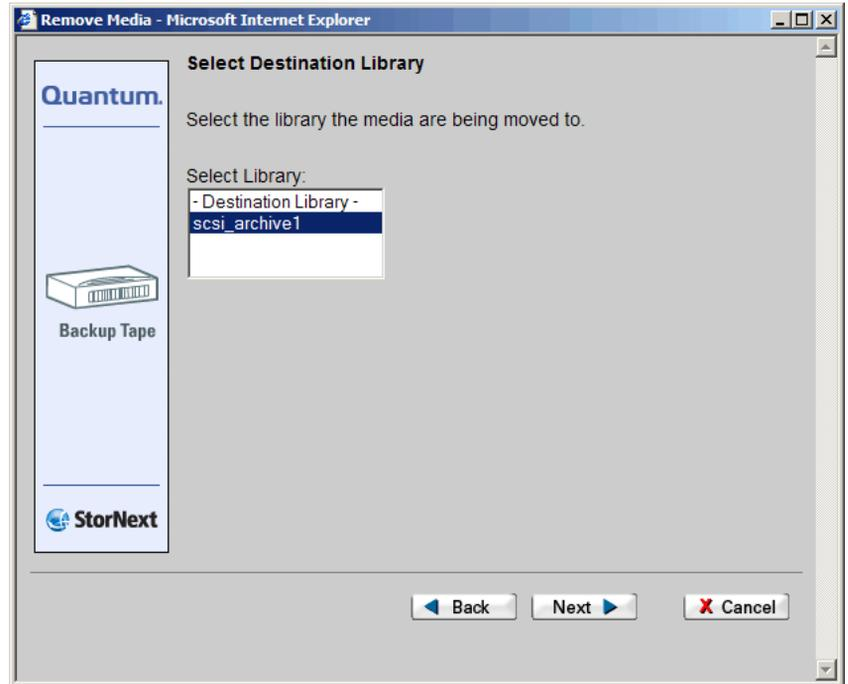 Remove Media - Microsoft Internet Explorer
Select Destination Library
Quantum.
Select the library the media are being moved to.
Select Library:
- Destination Library -
scsi_archive1
Backup Tape
StorNext
Back
Next
X Cancel